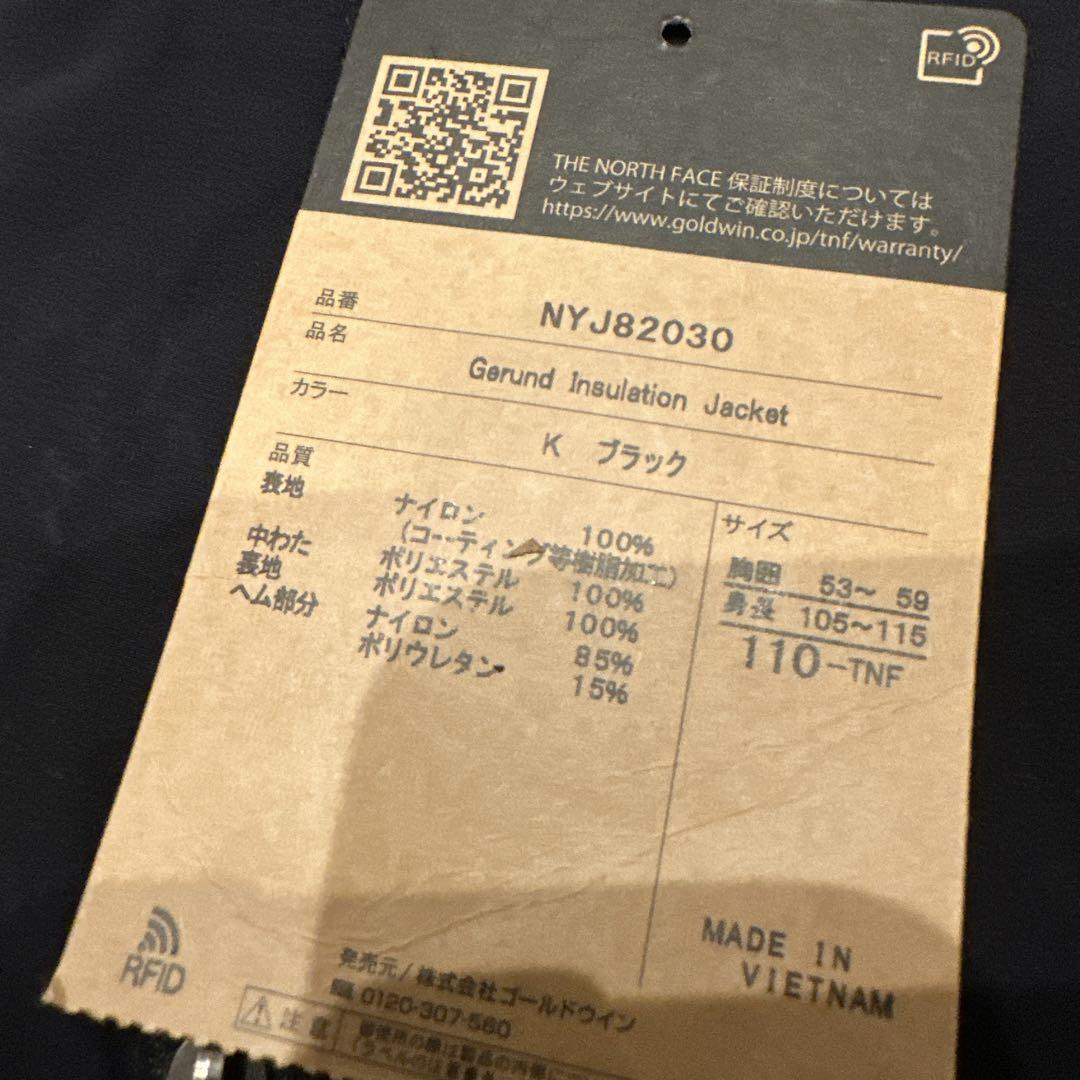 RFID
THE NORTH FACE 保証制度については
ウェブサイトにてご確認いただけます。
https://www.goldwin.co.jp/tnf/warranty/
品番 NYJ82030
品名 Gerund Insulation Jacket
カラー K ブラック
品質
表地 ナイロン 100%
(コーティング等樹脂加工)
中わた ポリエステル 100%
裏地 ポリエステル 100%
ヘム部分 ナイロン 85%
ポリウレタン 15%
サイズ
胸囲 53～ 59
身長 105～115
110-TNF
MADE IN
VIETNAM
RFID
発売元/株式会社ゴールドウイン
0120-307-560
注意